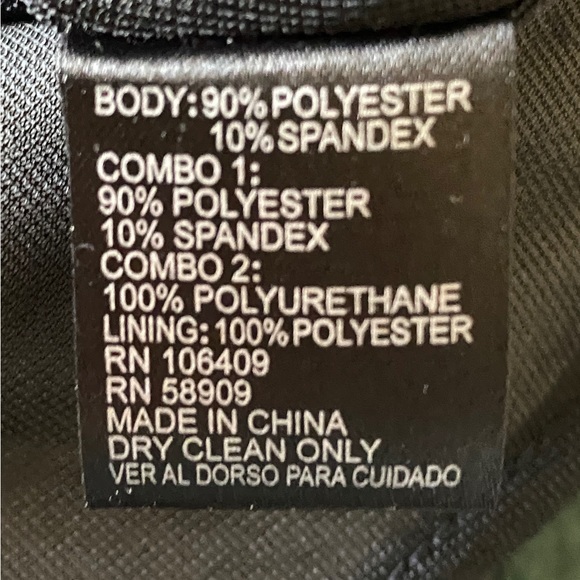 BODY: 90% POLYESTER
10% SPANDEX
COMBO 1:
90% POLYESTER
10% SPANDEX
COMBO 2:
100% POLYURETHANE
LINING: 100% POLYESTER
RN 106409
RN 58909
MADE IN CHINA
DRY CLEAN ONLY
VER AL DORSO PARA CUIDADO